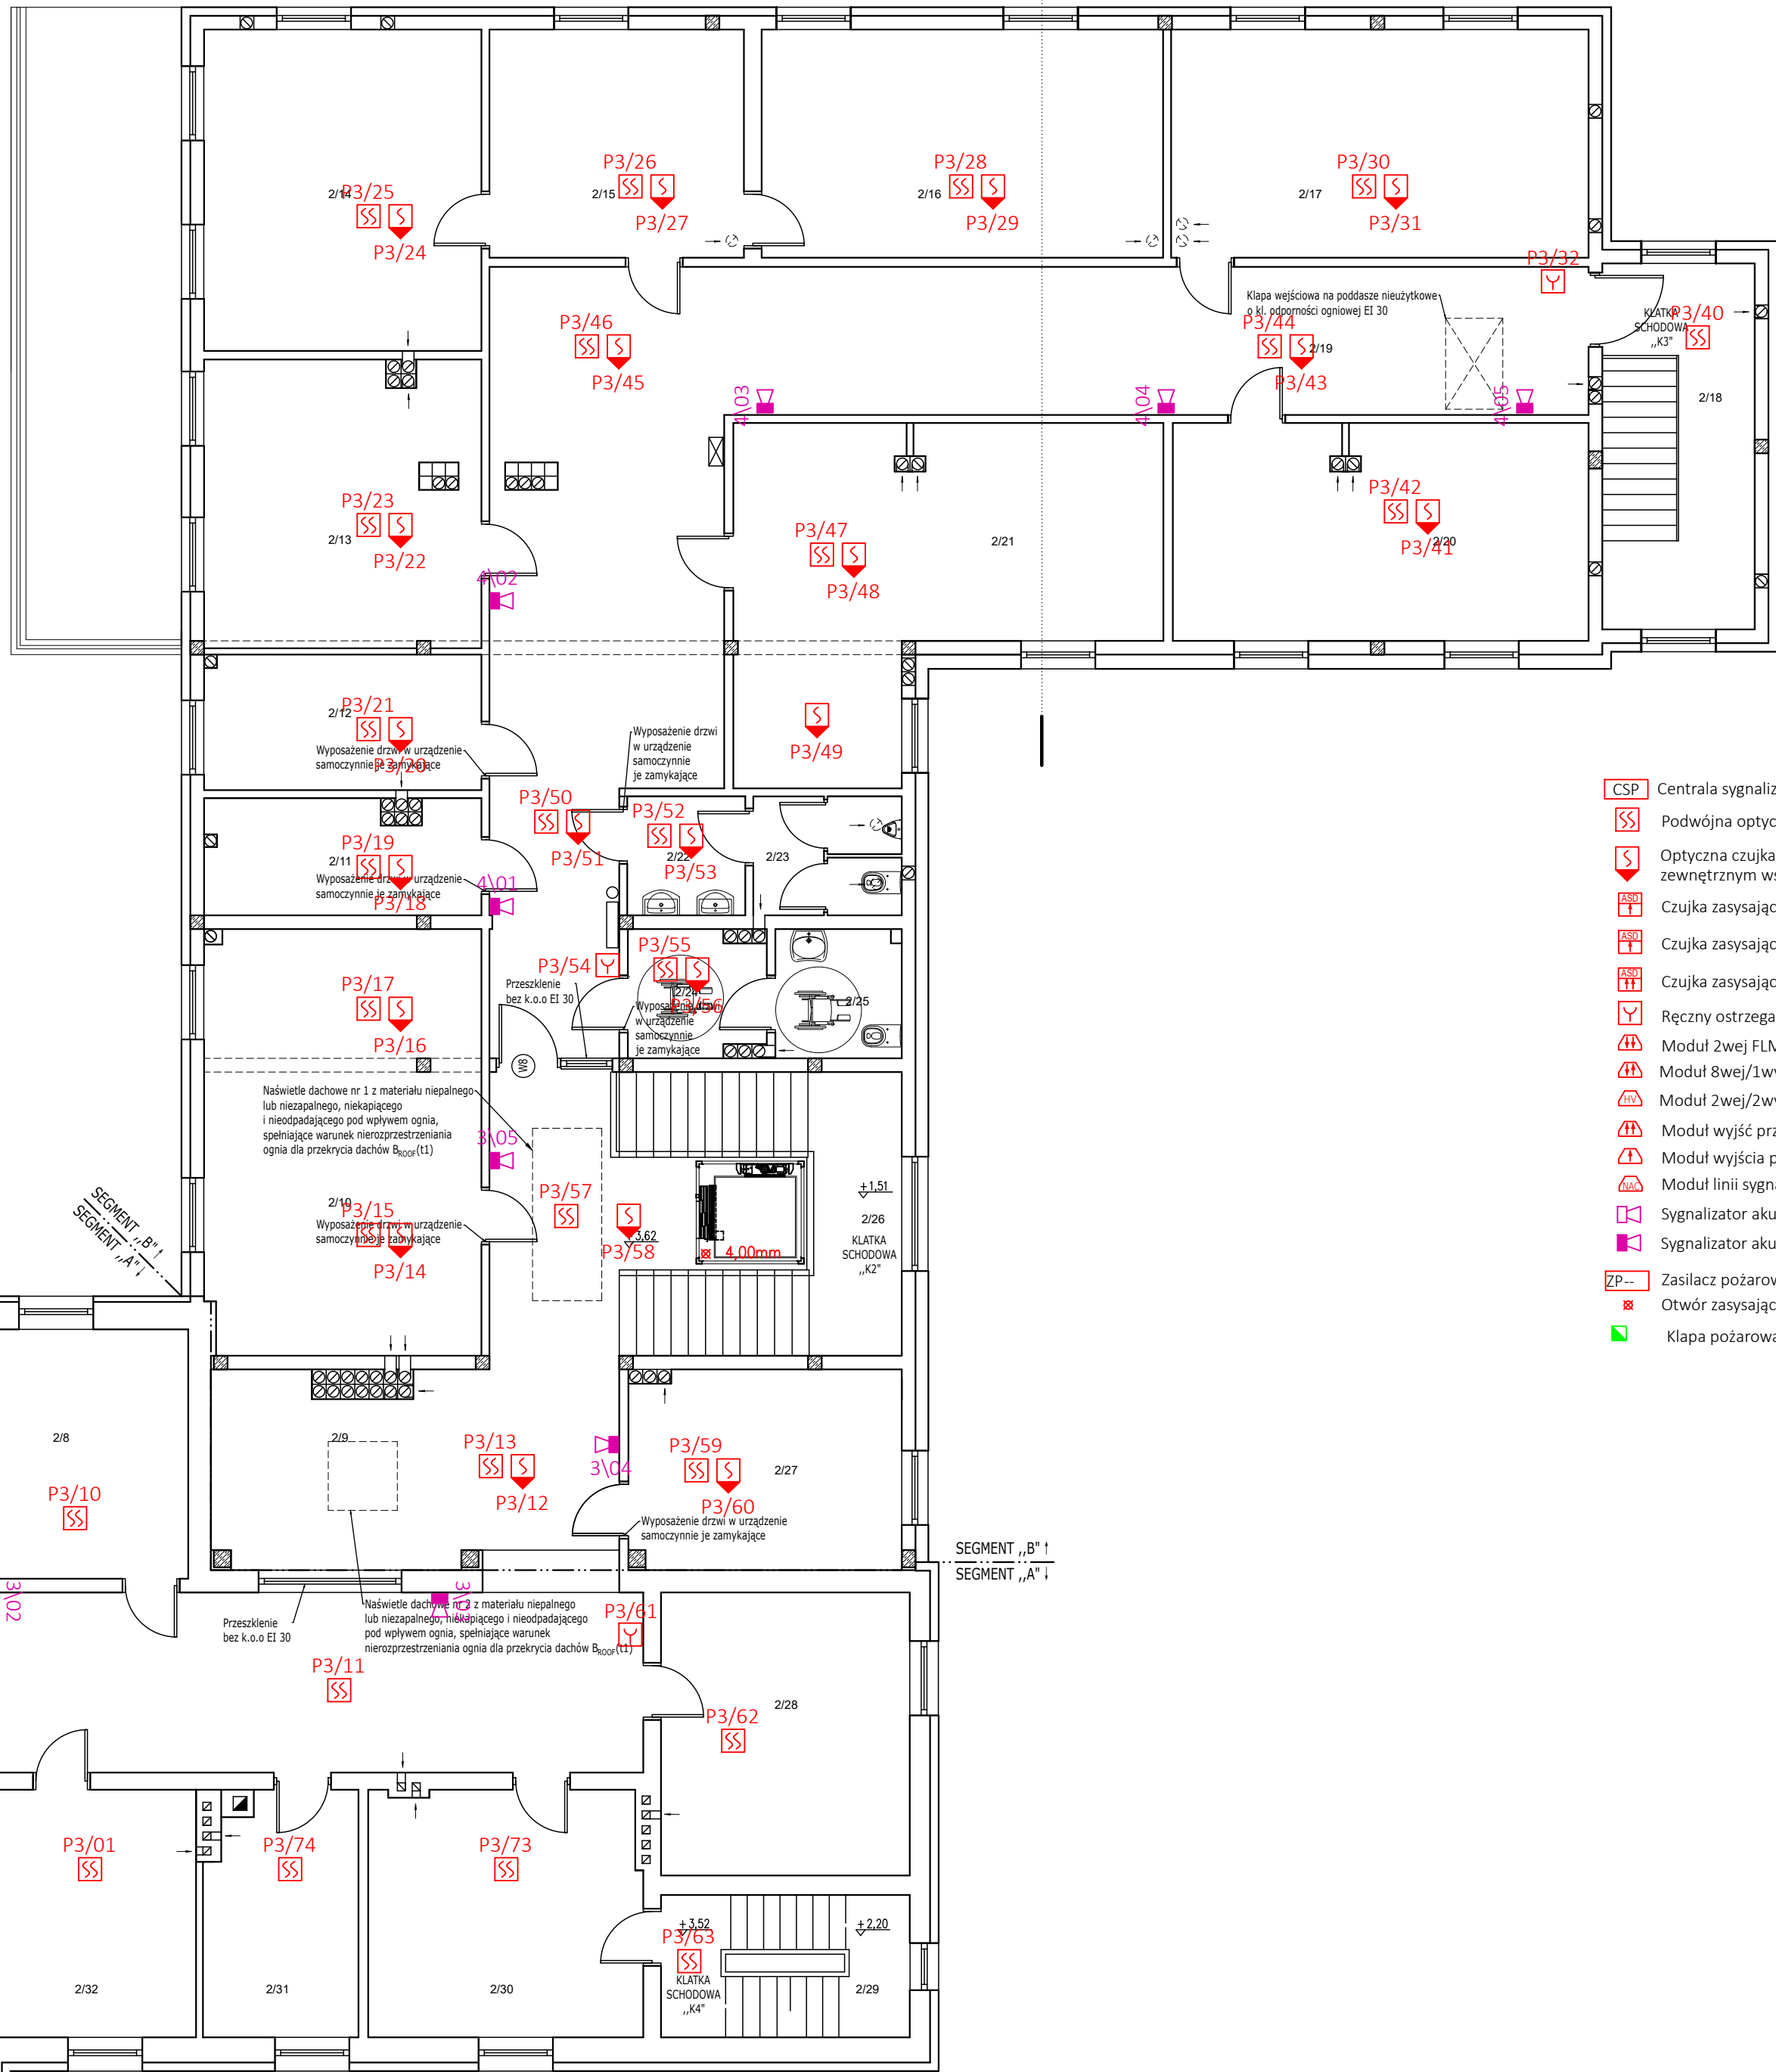 P3/26
P3/28
P3/30
P3/25
2/14
2/15
2/16
2/17
P3/27
P3/29
P3/31
P3/24
P3/32
Klapa wejściowa na poddasze nieużytkowe
o kl. odporności ogniowej EI 30
P3/46
P3/44
2/19
P3/40
KLATKA
SCHODOWA
,,K3"
P3/45
P3/43
4\03
4\04
4\05
2/18
P3/23
P3/42
P3/47
2/13
2/21
2/20
P3/22
P3/41
P3/48
4\02
P3/21
2/12
Wyposażenie drzwi w urządzenie
samoczynnie je zamykające
P3/20
Wyposażenie drzwi
w urządzenie
samoczynnie
je zamykające
P3/49
P3/50
P3/52
P3/19
2/11
P3/51
2/22
2/23
P3/53
Wyposażenie drzwi w urządzenie
samoczynnie je zamykające
P3/18
4\01
P3/17
P3/54
P3/55
Przeszklenie
bez k.o.o EI 30
2/24
2/25
P3/56
Wyposażenie drzwi
w urządzenie
samoczynnie
je zamykające
P3/16
W8
Naświetle dachowe nr 1 z materiału niepalnego
lub niezapalnego, niekapiącego
i nieodpadającego pod wpływem ognia,
spełniające warunek nierozprzestrzeniania
ognia dla przekrycia dachów BROOF(t1)
3\05
SEGMENT ,,B"
SEGMENT ,,A"
P3/57
+1,51
2/10
P3/15
Wyposażenie drzwi w urządzenie
samoczynnie je zamykające
P3/14
3,62
P3/58
4,00mm
2/26
KLATKA
SCHODOWA
,,K2"
CSP Centrala sygnaliz
Podwójna optyc
Optyczna czujka
zewnętrznym ws
ASD Czujka zasysając
ASD Czujka zasysając
ASD Czujka zasysając
Ręczny ostrzega
Moduł 2wej FLM
Moduł 8wej/1wy
HV Moduł 2wej/2wy
Moduł wyjść prz
Moduł wyjścia p
NAC Moduł linii sygna
Sygnalizator aku
Sygnalizator aku
ZP-- Zasilacz pożarow
Otwór zasysając
Klapa pożarowa
2/8
2/9
P3/13
P3/59
2/27
3\04
P3/10
P3/12
P3/60
Wyposażenie drzwi w urządzenie
samoczynnie je zamykające
SEGMENT ,,B"
SEGMENT ,,A"
3\02
3\03
Przeszklenie
bez k.o.o EI 30
Naświetle dachowe nr 2 z materiału niepalnego
lub niezapalnego, niekapiącego i nieodpadającego
pod wpływem ognia, spełniające warunek
nierozprzestrzeniania ognia dla przekrycia dachów BROOF(t1)
P3/61
P3/11
2/28
P3/62
P3/01
P3/74
P3/73
+3,52
+2,20
P3/63
KLATKA
SCHODOWA
,,K4"
2/32
2/31
2/30
2/29